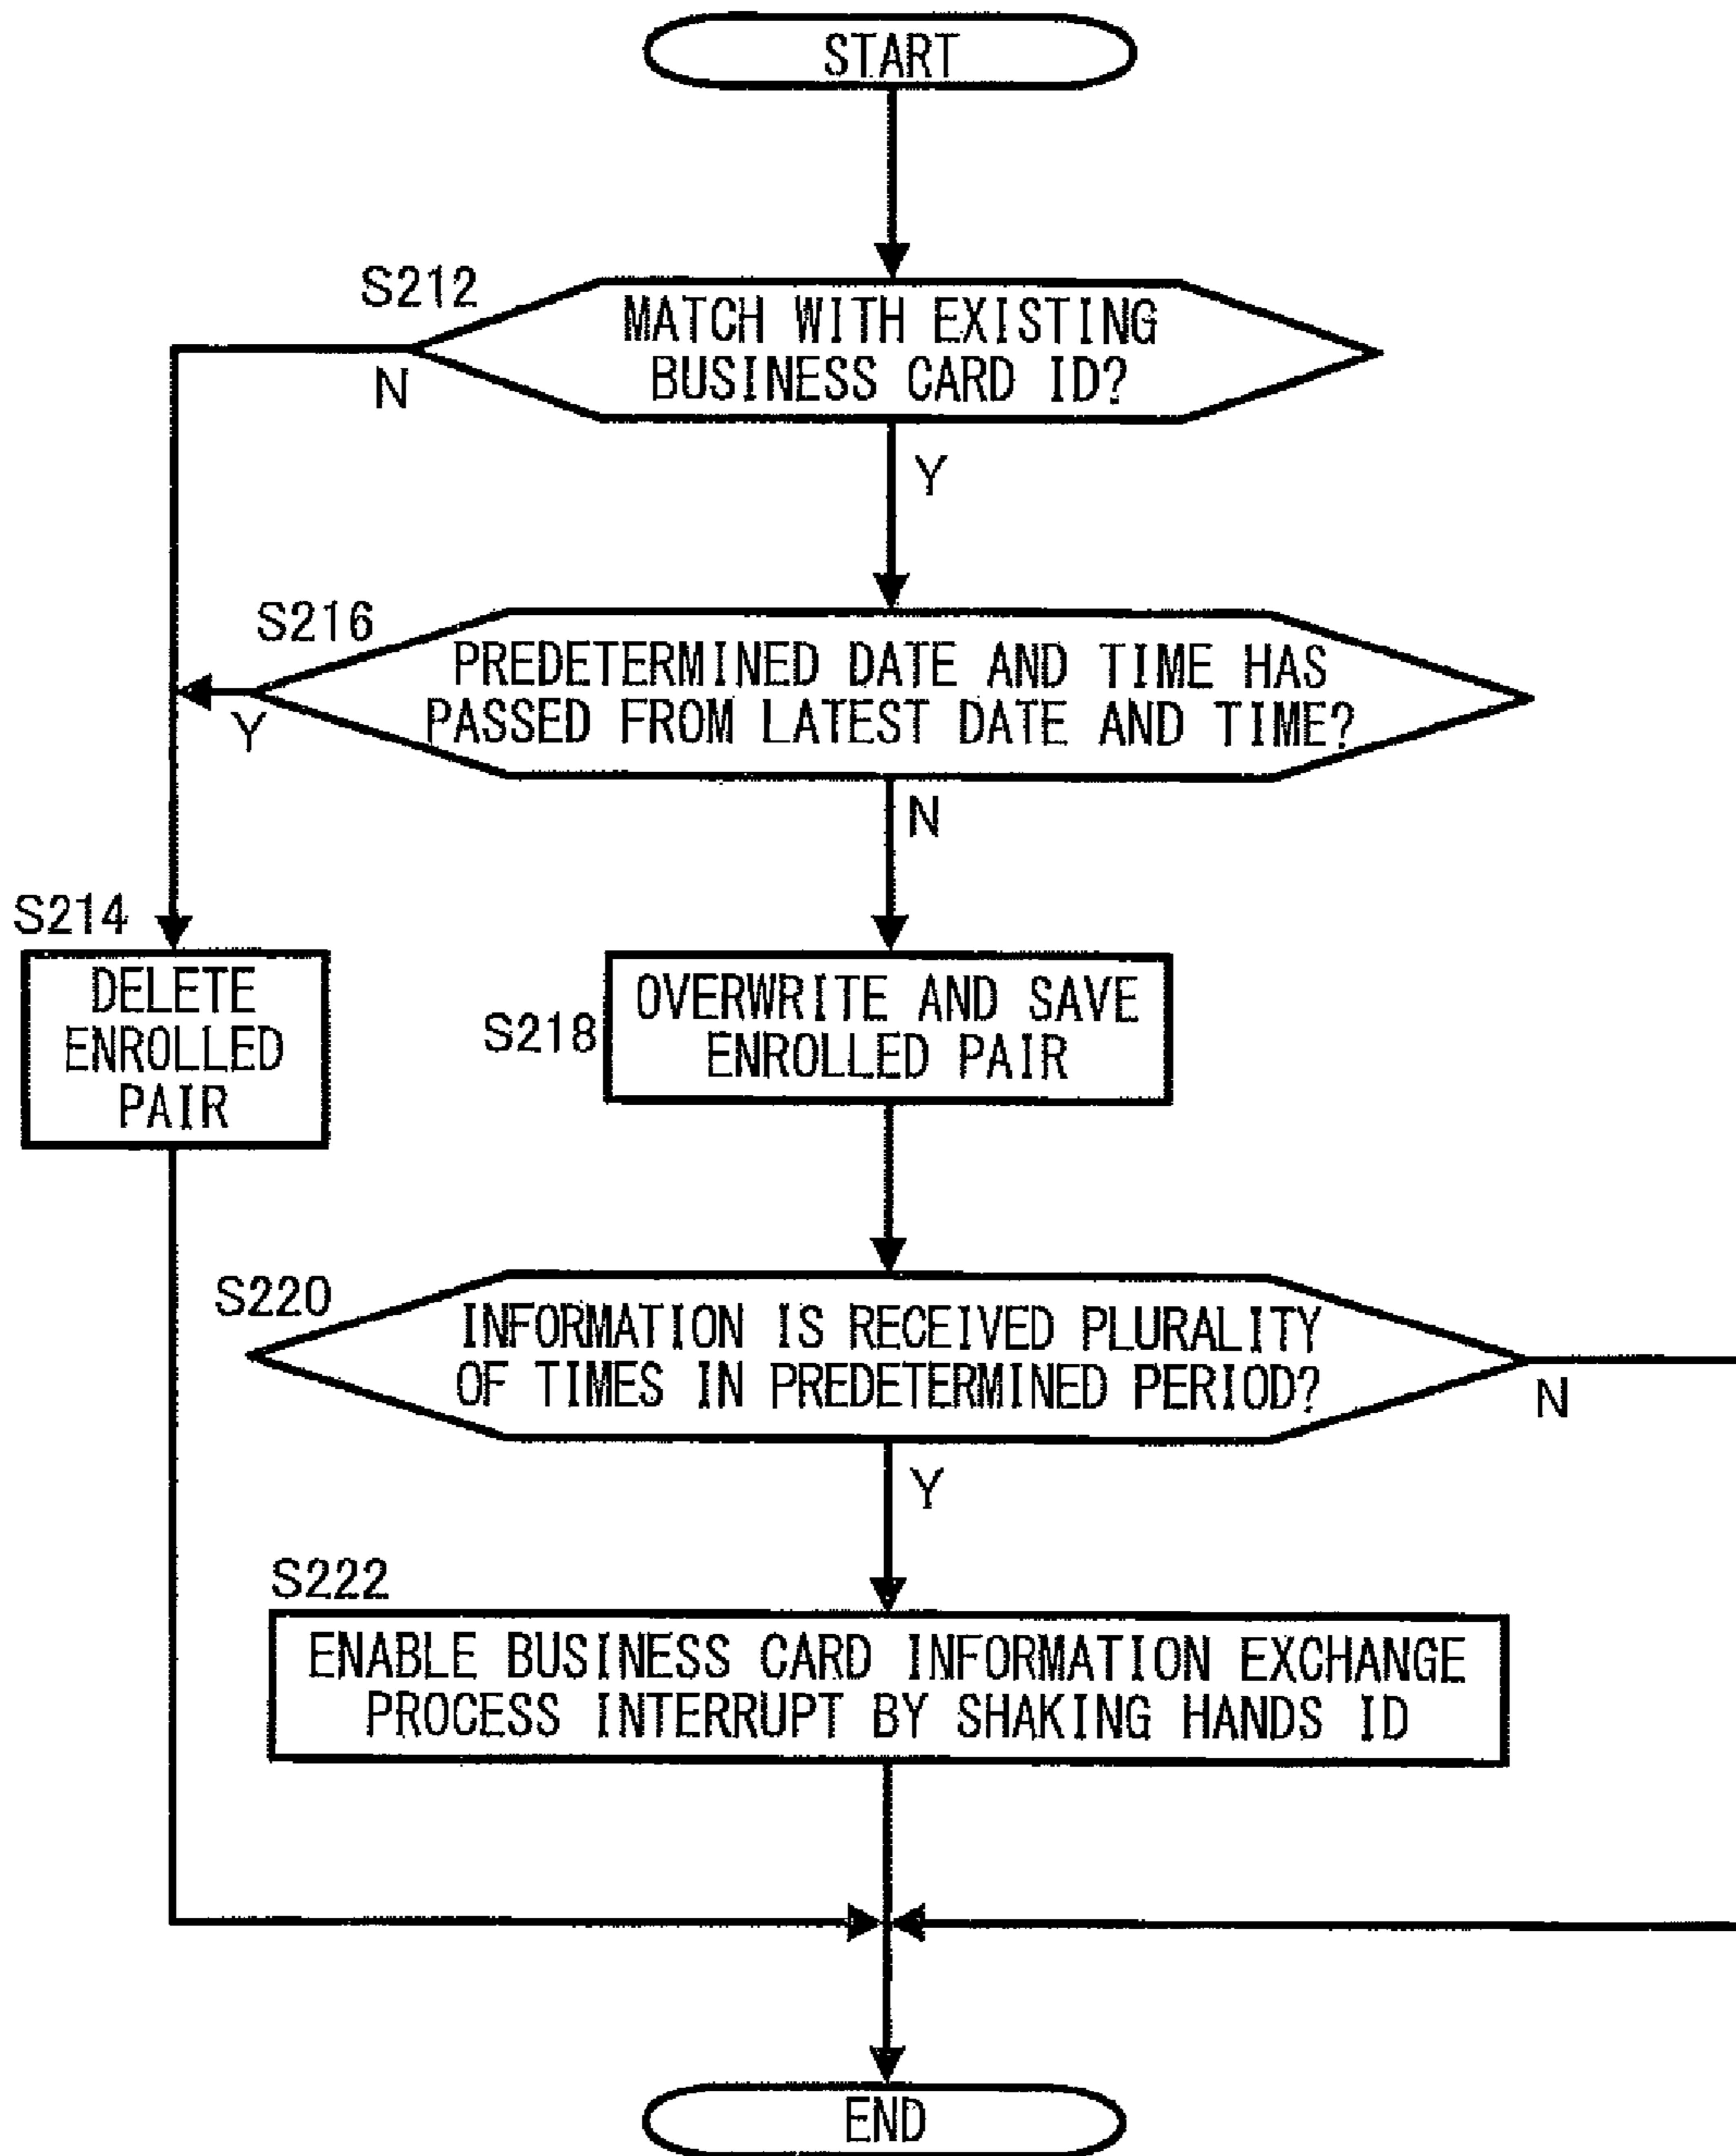 START
S212
MATCH WITH EXISTING
BUSINESS CARD ID?
N
Y
S216
PREDETERMINED DATE AND TIME HAS
PASSED FROM LATEST DATE AND TIME?
Y
N
S214
DELETE
ENROLLED
PAIR
S218
OVERWRITE AND SAVE
ENROLLED PAIR
S220
INFORMATION IS RECEIVED PLURALITY
OF TIMES IN PREDETERMINED PERIOD?
N
Y
S222
ENABLE BUSINESS CARD INFORMATION EXCHANGE
PROCESS INTERRUPT BY SHAKING HANDS ID
END